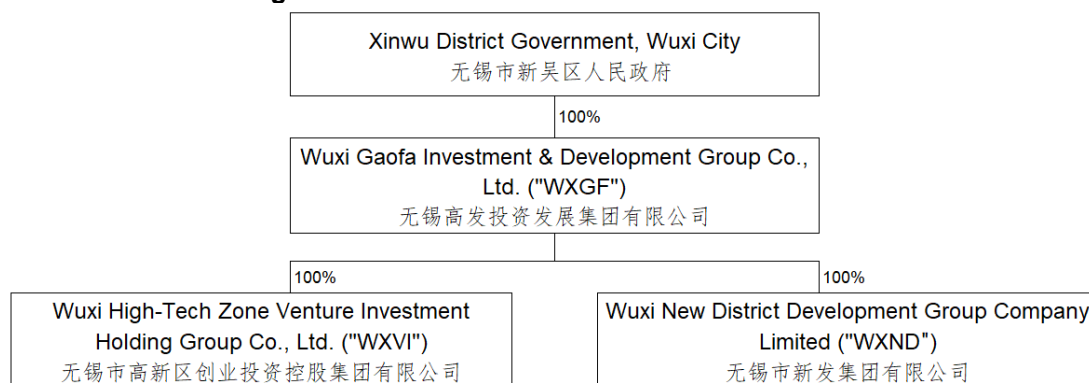 Xinwu District Government, Wuxi City
无锡市新吴区人民政府
100%
Wuxi Gaofa Investment & Development Group Co.,
Ltd. ("WXGF")
无锡高发投资发展集团有限公司
100%
Wuxi High-Tech Zone Venture Investment
Holding Group Co., Ltd. ("WXVI")
无锡市高新区创业投资控股集团有限公司
100%
Wuxi New District Development Group Company
Limited ("WXND")
无锡市新发集团有限公司